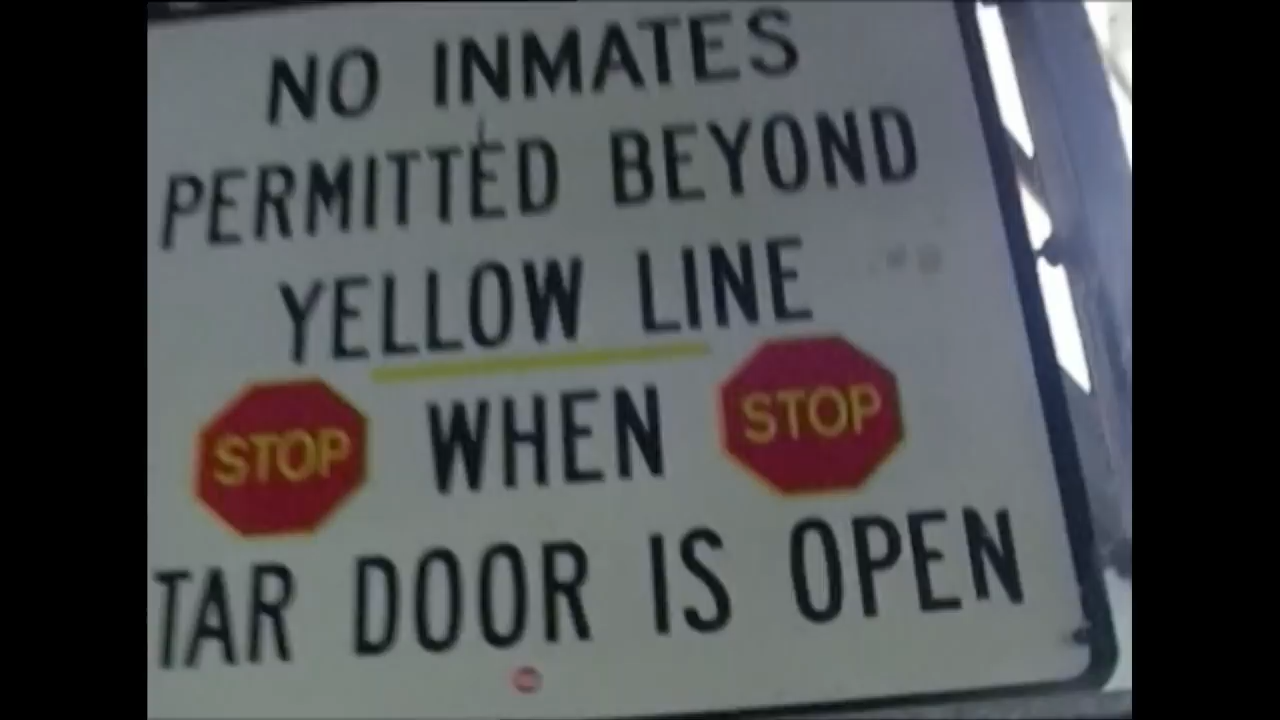 NO INMATES
PERMITTED BEYOND
YELLOW LINE
STOP WHEN STOP
TAR DOOR IS OPEN